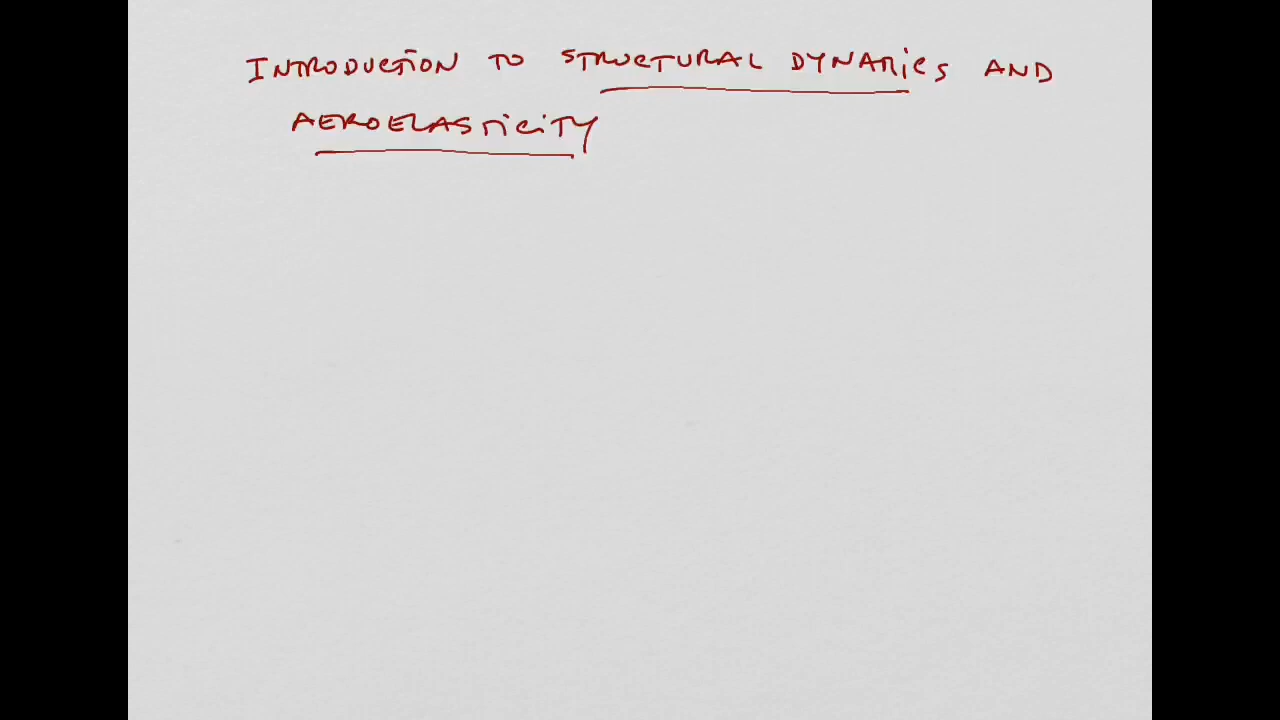 INTRODUCTION TO STRUCTURAL DYNAMICS AND
AEROELASTICITY